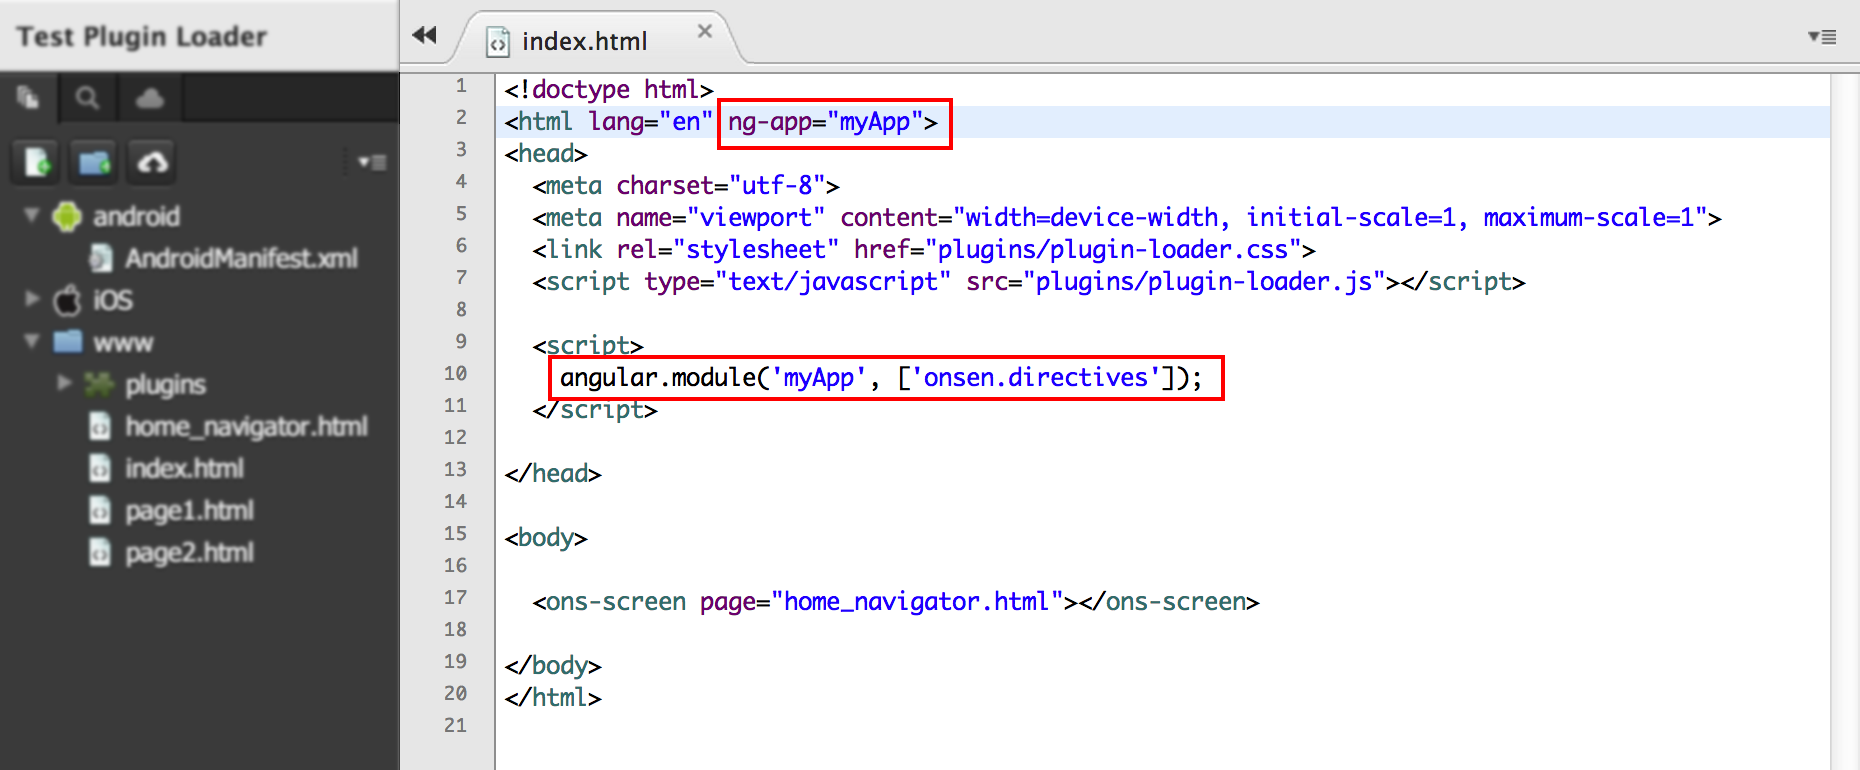 Test Plugin Loader
android
AndroidManifest.xml
iOS
www
plugins
home_navigator.html
index.html
page1.html
page2.html
index.html
1 <!doctype html>
2 <html lang="en" ng-app="myApp">
3 <head>
4 <meta charset="utf-8">
5 <meta name="viewport" content="width=device-width, initial-scale=1, maximum-scale=1">
6 <link rel="stylesheet" href="plugins/plugin-loader.css">
7 <script type="text/javascript" src="plugins/plugin-loader.js"></script>
8
9 <script>
10 angular.module('myApp', ['onsen.directives']);
11 </script>
12
13 </head>
14
15 <body>
16
17 <ons-screen page="home_navigator.html"></ons-screen>
18
19 </body>
20 </html>
21